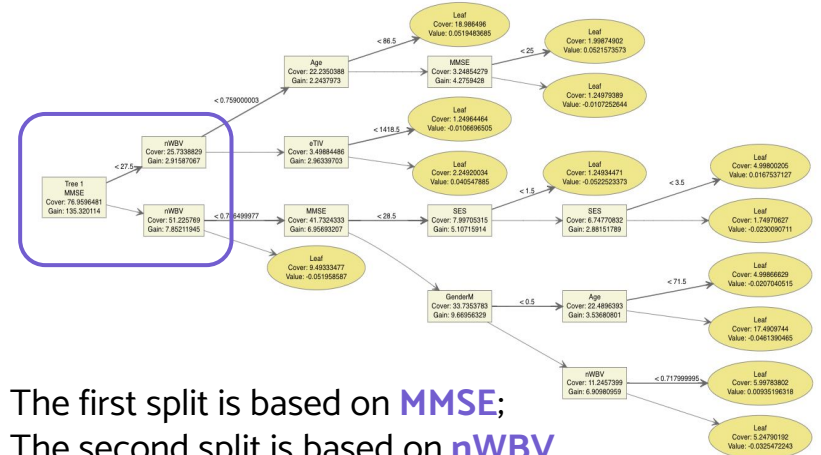 Leaf
Cover: 18.986496
Value: 0.0519483685
< 86.5
Leaf
Cover: 1.99874902
Value: 0.0521573573
< 25
Age
Cover: 22.2350388
Gain: 2.2437973
MMSE
Cover: 3.24854279
Gain: 4.2759428
Leaf
Cover: 1.24979389
Value: -0.0107252644
< 0.759000003
Leaf
Cover: 1.24964464
Value: -0.0106696505
< 1418.5
nWBV
Cover: 25.7338829
Gain: 2.91587067
eTIV
Cover: 3.49884486
Gain: 2.96339703
Leaf
Cover: 2.24920034
Value: 0.040547885
Leaf
Cover: 1.24934471
Value: -0.0522523373
Leaf
Cover: 4.99800205
Value: 0.0167537127
< 27.5
< 1.5
< 3.5
Tree 1
MMSE
Cover: 76.9596481
Gain: 135.320114
nWBV
Cover: 51.225769
Gain: 7.85211945
MMSE
Cover: 41.7324333
Gain: 6.95693207
< 28.5
SES
Cover: 7.99705315
Gain: 5.10715914
SES
Cover: 6.74770832
Gain: 2.88151789
Leaf
Cover: 1.74970627
Value: -0.0230090711
Leaf
Cover: 9.49333477
Value: -0.051958587
Leaf
Cover: 4.99866629
Value: -0.0207040515
< 71.5
GenderM
Cover: 33.7353783
Gain: 9.66956329
< 0.5
Age
Cover: 22.4896393
Gain: 3.53680801
Leaf
Cover: 17.4909744
Value: -0.0461390465
nWBV
Cover: 11.2457399
Gain: 6.90980959
< 0.717999995
Leaf
Cover: 5.99783802
Value: 0.00935196318
Leaf
Cover: 5.24790192
Value: -0.0325472243
The first split is based on MMSE;
The second split is based on nWBV